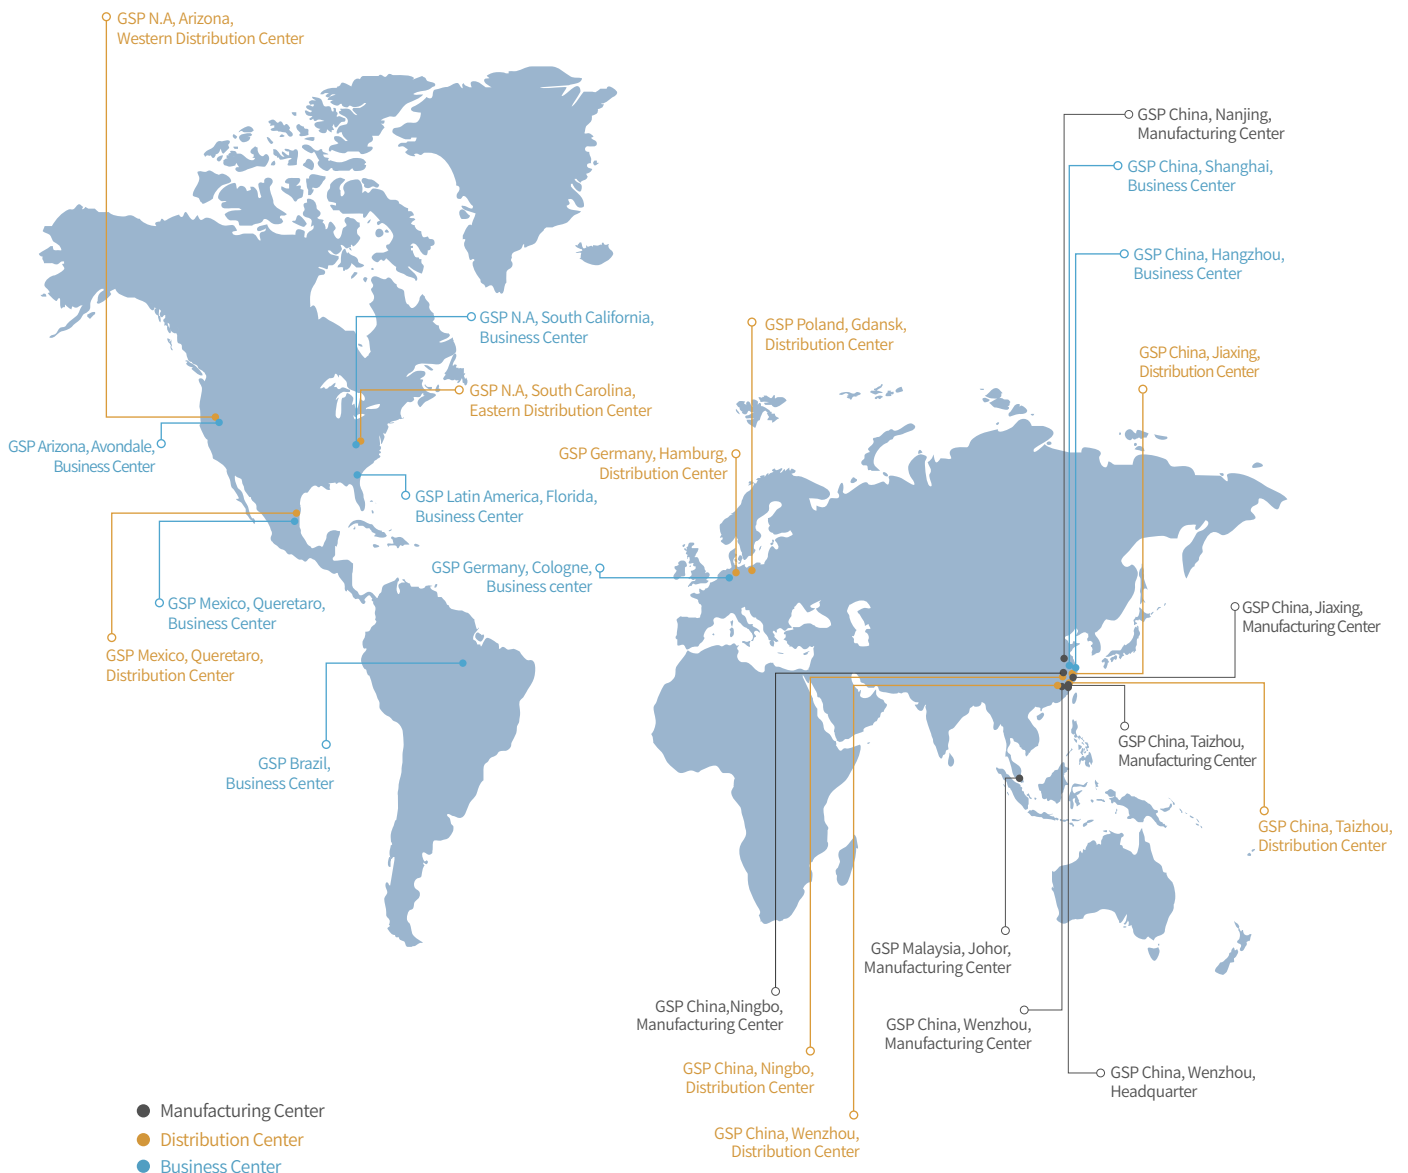 GSP N.A, Arizona,
Western Distribution Center
GSP China, Nanjing,
Manufacturing Center
GSP China, Shanghai,
Business Center
GSP China, Hangzhou,
Business Center
GSP N.A, South California,
Business Center
GSP Poland, Gdansk,
Distribution Center
GSP China, Jiaxing,
Distribution Center
GSP N.A, South Carolina,
Eastern Distribution Center
GSP Arizona, Avondale,
Business Center
GSP Germany, Hamburg,
Distribution Center
GSP Latin America, Florida,
Business Center
GSP Germany, Cologne,
Business center
GSP Mexico, Queretaro,
Business Center
GSP China, Jiaxing,
Manufacturing Center
GSP Mexico, Queretaro,
Distribution Center
GSP China, Taizhou,
Manufacturing Center
GSP Brazil,
Business Center
GSP China, Taizhou,
Distribution Center
GSP Malaysia, Johor,
Manufacturing Center
GSP China,Ningbo,
Manufacturing Center
GSP China, Wenzhou,
Manufacturing Center
GSP China, Ningbo,
Distribution Center
GSP China, Wenzhou,
Headquarter
GSP China, Wenzhou,
Distribution Center
Manufacturing Center
Distribution Center
Business Center